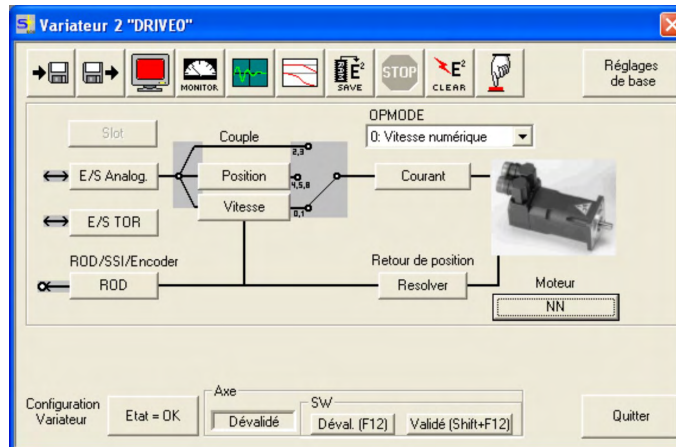 Variateur 2 "DRIVE0"
MONITOR
E² SAVE
STOP
E² CLEAR
Réglages de base
OPMODE
Slot
Couple
0: Vitesse numérique
2,3
E/S Analog.
Position
4,5,8
Courant
Vitesse
0,1
E/S TOR
ROD/SSI/Encoder
Retour de position
ROD
Resolver
Moteur
NN
Axe
SW
Configuration Variateur
Etat = OK
Dévalidé
Déval. (F12)
Validé (Shift+F12)
Quitter